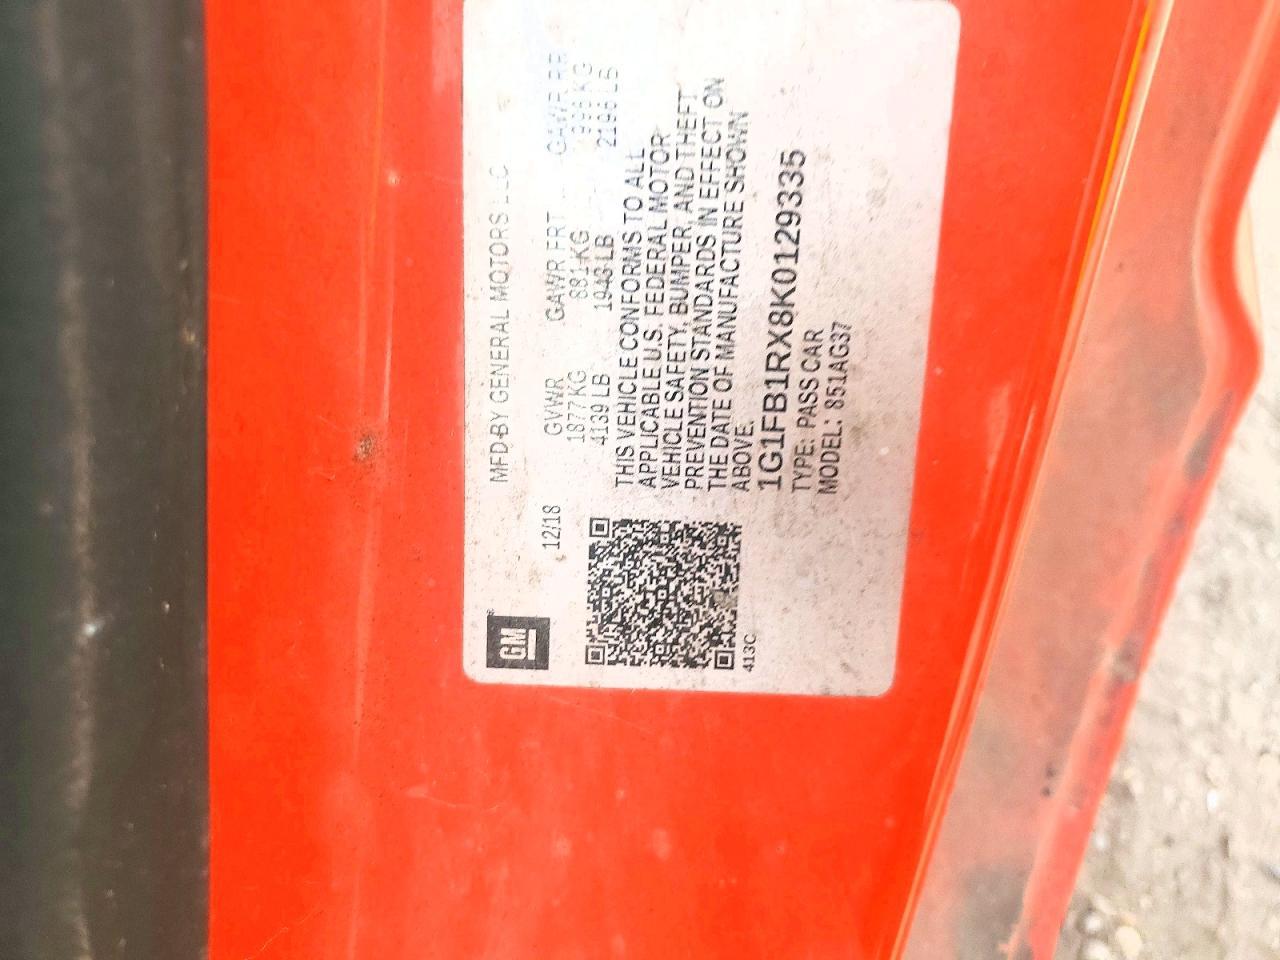 GM
MFD BY GENERAL MOTORS LLC
12/18 GVWR GAWR FRT GAWR RR
1877 KG 881 KG 996 KG
4139 LB 1943 LB 2196 LB
THIS VEHICLE CONFORMS TO ALL
APPLICABLE U.S. FEDERAL MOTOR
VEHICLE SAFETY, BUMPER, AND THEFT
PREVENTION STANDARDS IN EFFECT ON
THE DATE OF MANUFACTURE SHOWN
ABOVE.
1G1FB1RX8K0129335
TYPE: PASS CAR
MODEL: 851AG37
413C